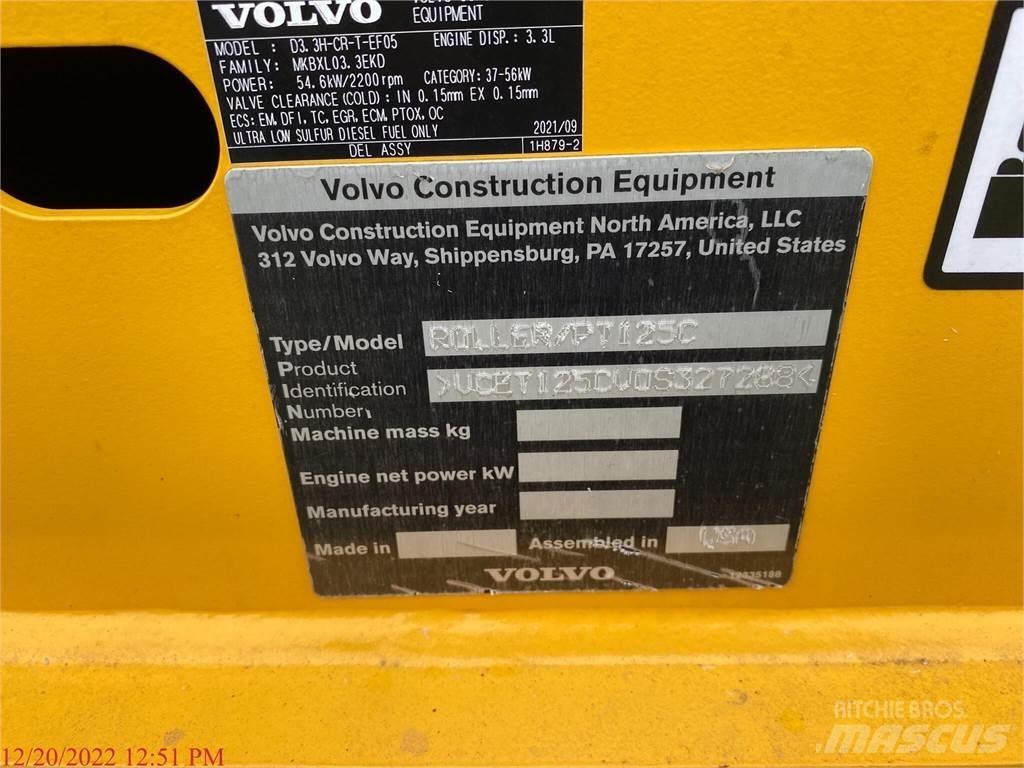 VOLVO
EQUIPMENT
MODEL : D3.3H-CR-T-EF05 ENGINE DISP.: 3.3L
FAMILY: MKBXL03.3EKD
POWER: 54.6kW/2200rpm CATEGORY: 37-56kW
VALVE CLEARANCE (COLD) : IN 0.15mm EX 0.15mm
ECS: EM, DFI, TC, EGR, ECM, PTOX, OC
ULTRA LOW SULFUR DIESEL FUEL ONLY 2021/09
DEL ASSY 1H879-2
Volvo Construction Equipment
Volvo Construction Equipment North America, LLC
312 Volvo Way, Shippensburg, PA 17257, United States
Type/Model ROLLER/PT125C
Product
Identification >VCET125CV0S327288<
Number
Machine mass kg
Engine net power kW
Manufacturing year
Made in Assembled in USA
VOLVO
12335188
RITCHIE BROS.
MASCUS
12/20/2022 12:51 PM